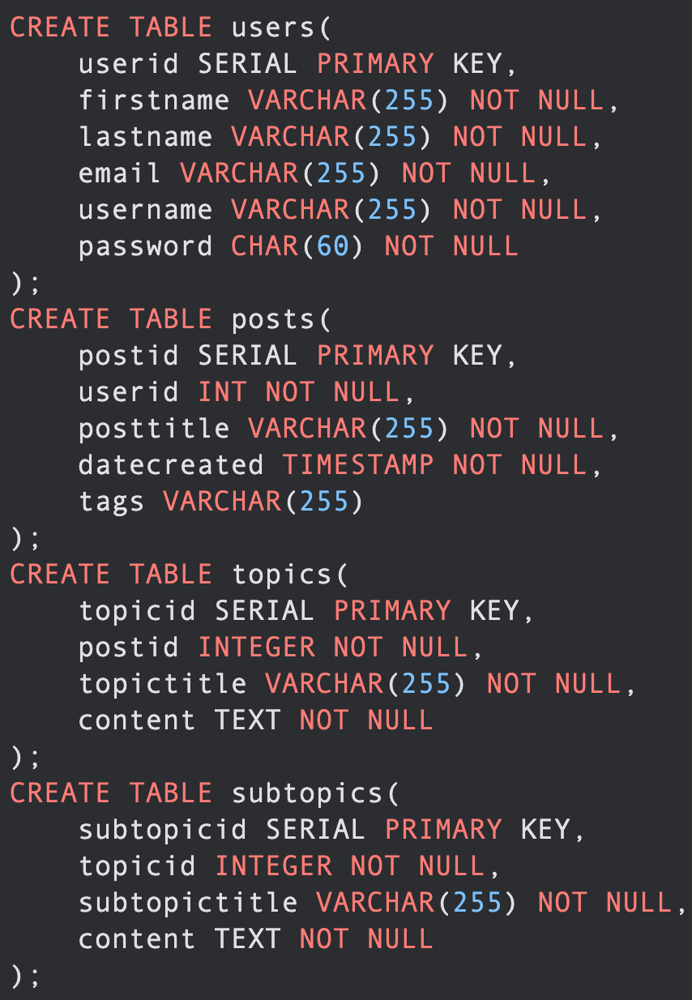 CREATE TABLE users(
    userid SERIAL PRIMARY KEY,
    firstname VARCHAR(255) NOT NULL,
    lastname VARCHAR(255) NOT NULL,
    email VARCHAR(255) NOT NULL,
    username VARCHAR(255) NOT NULL,
    password CHAR(60) NOT NULL
);
CREATE TABLE posts(
    postid SERIAL PRIMARY KEY,
    userid INT NOT NULL,
    posttitle VARCHAR(255) NOT NULL,
    datecreated TIMESTAMP NOT NULL,
    tags VARCHAR(255)
);
CREATE TABLE topics(
    topicid SERIAL PRIMARY KEY,
    postid INTEGER NOT NULL,
    topictitle VARCHAR(255) NOT NULL,
    content TEXT NOT NULL
);
CREATE TABLE subtopics(
    subtopicid SERIAL PRIMARY KEY,
    topicid INTEGER NOT NULL,
    subtopictitle VARCHAR(255) NOT NULL,
    content TEXT NOT NULL
);